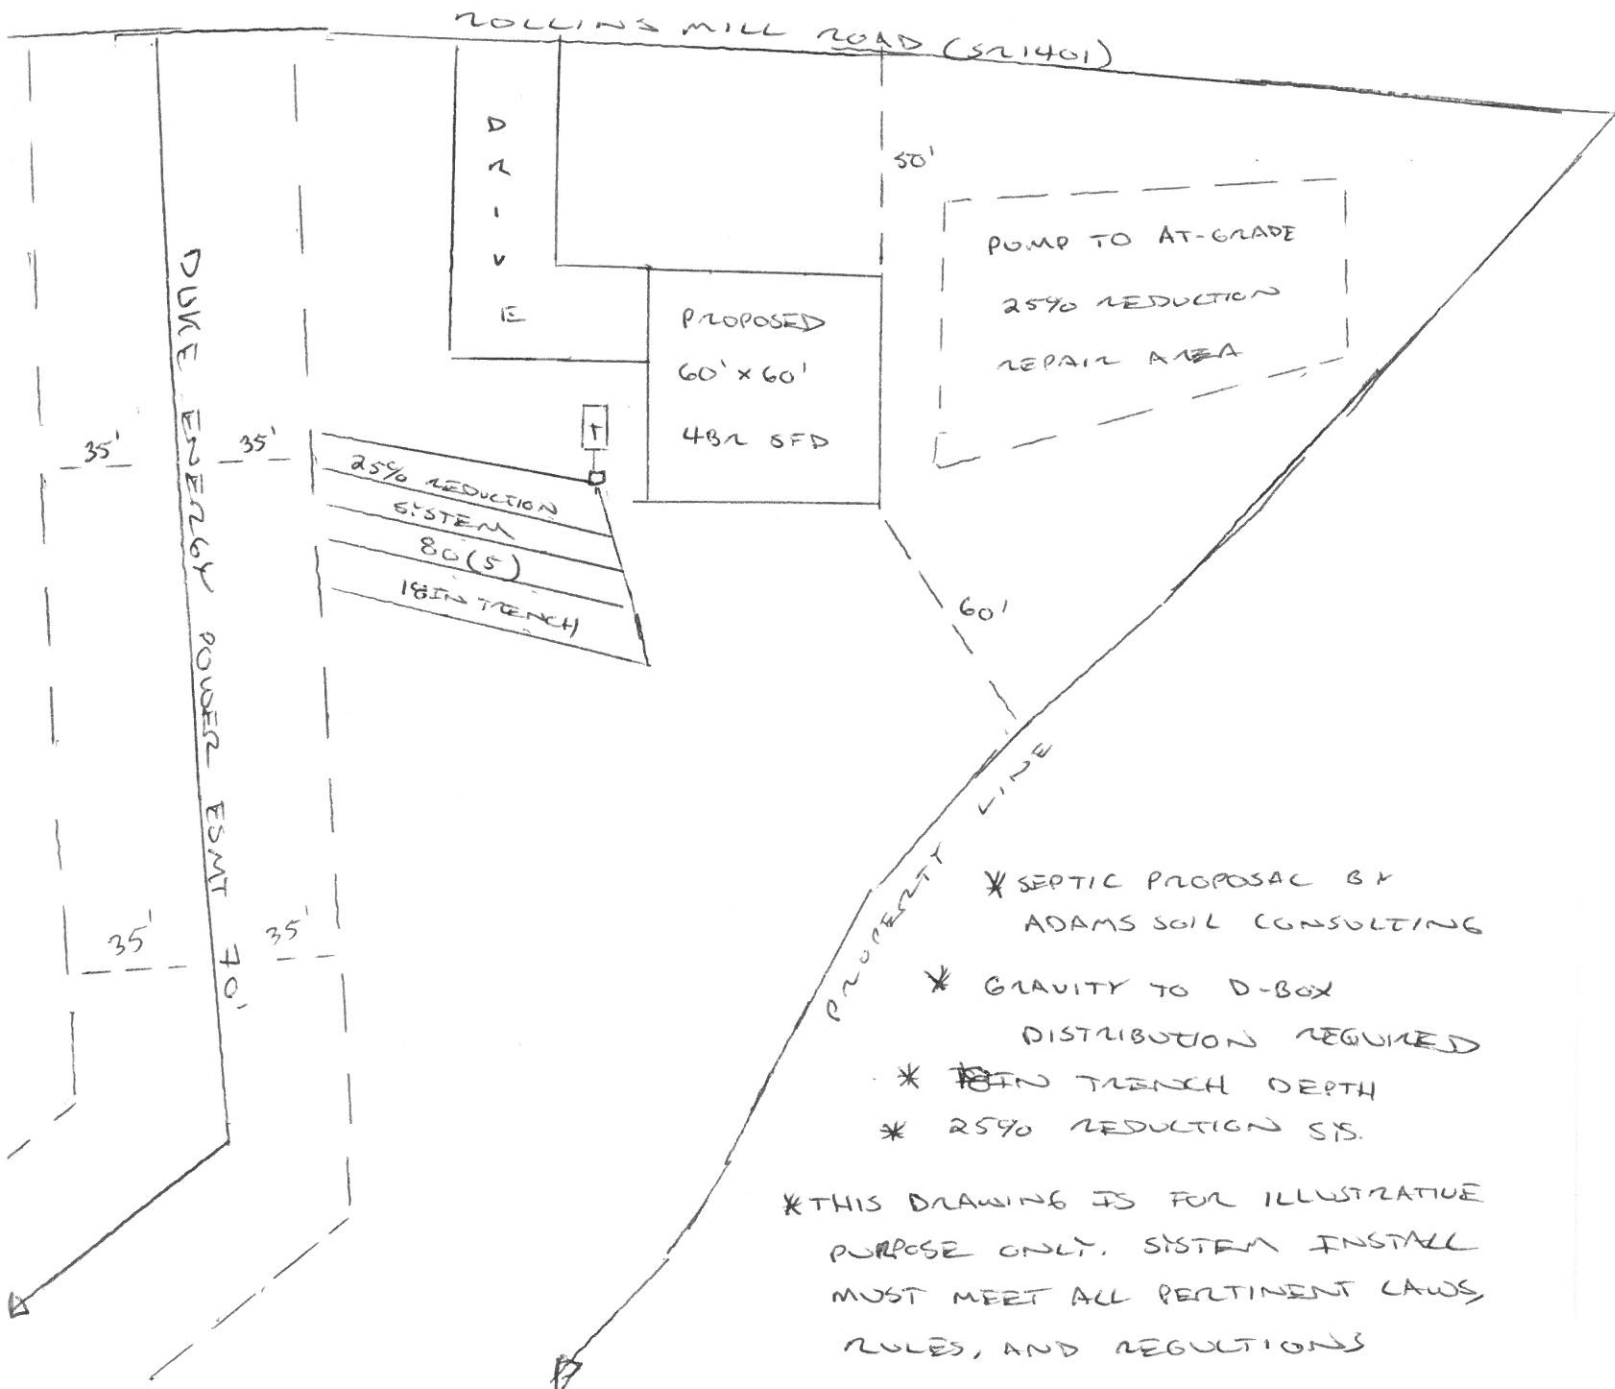 ROLLINS MILL ROAD (SR1401)
DRIVE
50'
PUMP TO AT-GRADE
25% REDUCTION
REPAIR AREA
PROPOSED
60' x 60'
4BR SFD
T
DUKE ENERGY POWER ESMT 70'
35'
35'
25% REDUCTION
SYSTEM
80(5)
18IN TRENCH
60'
PROPERTY LINE
35'
35'
* SEPTIC PROPOSAL BY
ADAMS SOIL CONSULTING
* GRAVITY TO D-BOX
DISTRIBUTION REQUIRED
* 18IN TRENCH DEPTH
* 25% REDUCTION SYS.
* THIS DRAWING IS FOR ILLUSTRATIVE
PURPOSE ONLY. SYSTEM INSTALL
MUST MEET ALL PERTINENT LAWS,
RULES, AND REGULTIONS